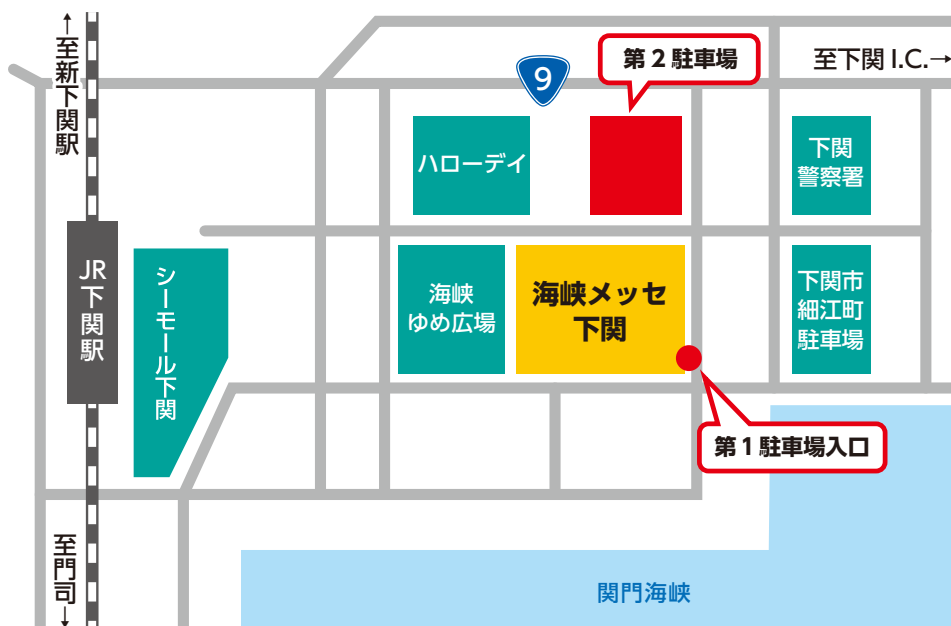 ←至新下関駅
9
第2駐車場
至下関 I.C.→
ハローデイ
下関
警察署
JR下関駅
シーモール下関
海峡
ゆめ広場
海峡メッセ
下関
下関市
細江町
駐車場
第1駐車場入口
至門司→
関門海峡